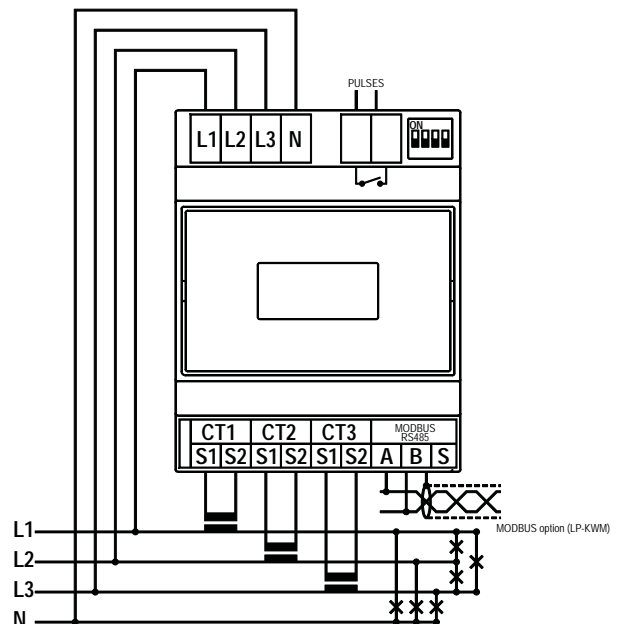 PULSES
L1 L2 L3 N
ON
CT1 CT2 CT3 MODBUS
RS485
S1 S2 S1 S2 S1 S2 A B S
MODBUS option (LP-KWM)
L1
L2
L3
N